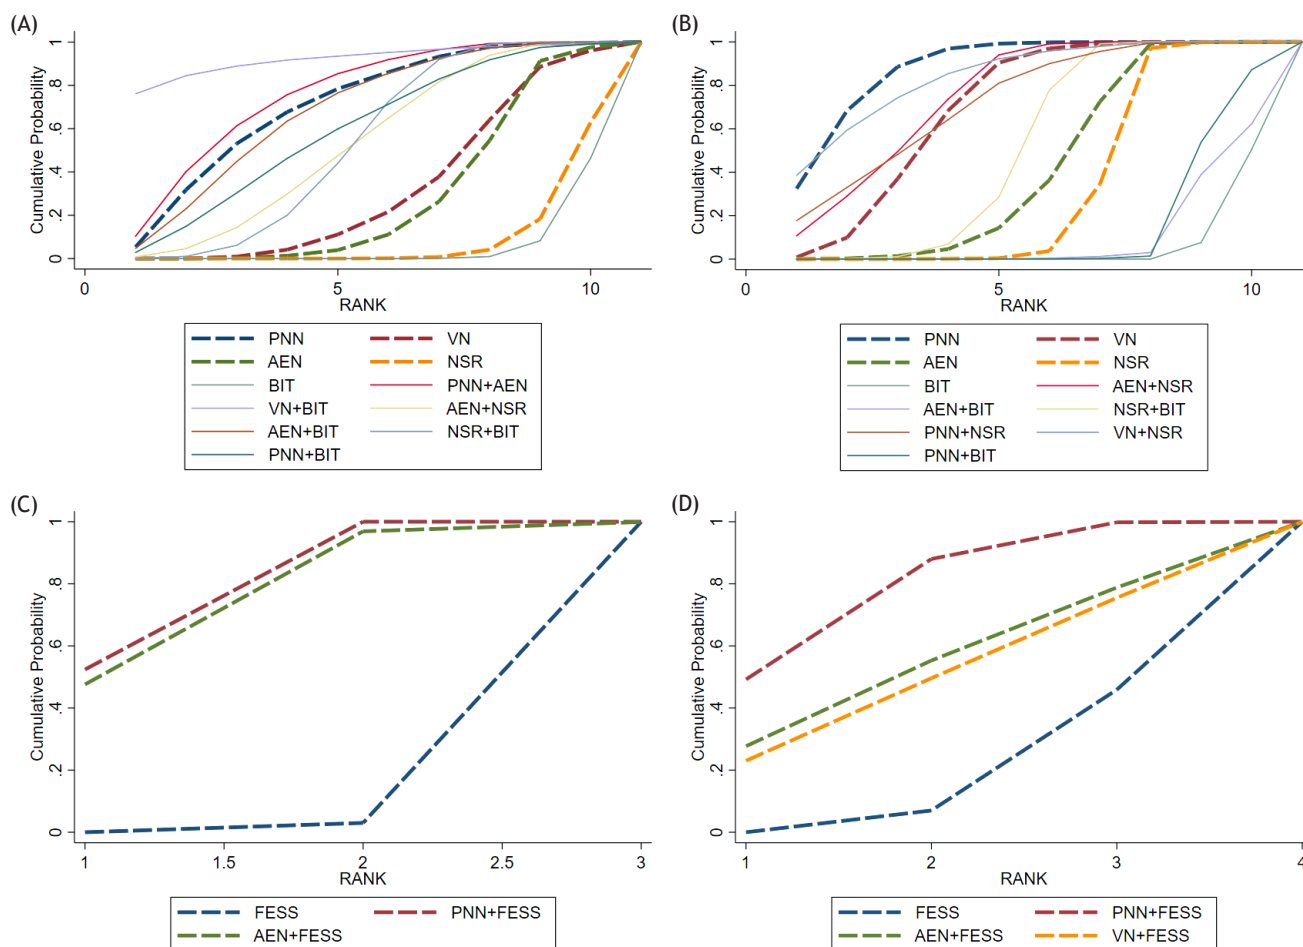 (A)
Cumulative Probability
0 .2 .4 .6 .8 1
0 5 10
RANK
PNN VN
AEN NSR
BIT PNN+AEN
VN+BIT AEN+NSR
AEN+BIT NSR+BIT
PNN+BIT
(B)
Cumulative Probability
0 .2 .4 .6 .8 1
0 5 10
RANK
PNN VN
AEN NSR
BIT AEN+NSR
AEN+BIT NSR+BIT
PNN+NSR VN+NSR
PNN+BIT
(C)
Cumulative Probability
0 .2 .4 .6 .8 1
1 1.5 2 2.5 3
RANK
FESS PNN+FESS
AEN+FESS
(D)
Cumulative Probability
0 .2 .4 .6 .8 1
1 2 3 4
RANK
FESS PNN+FESS
AEN+FESS VN+FESS